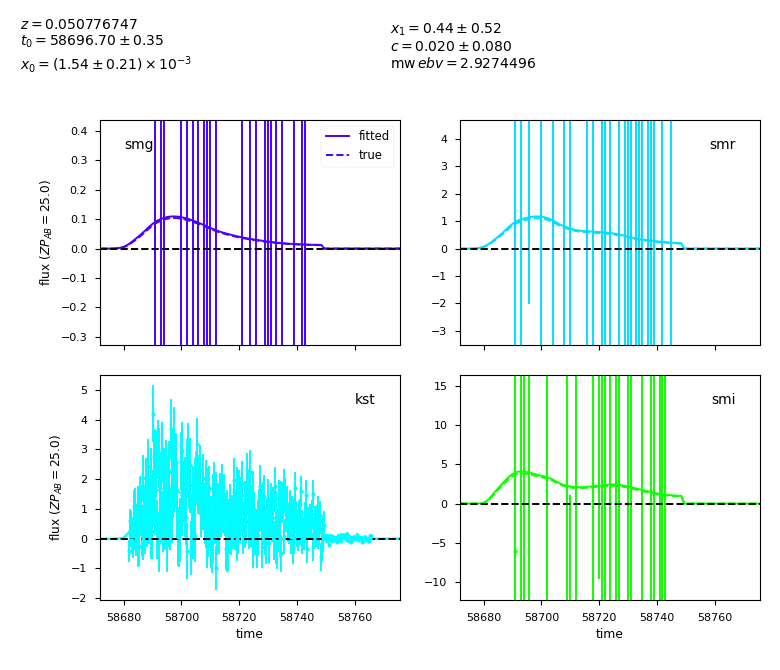 z = 0.050776747
t₀ = 58696.70 ± 0.35
x₀ = (1.54 ± 0.21) × 10⁻³
x₁ = 0.44 ± 0.52
c = 0.020 ± 0.080
mw ebv = 2.9274496
smg
fitted
true
0.4
0.3
0.2
0.1
0.0
−0.1
−0.2
−0.3
flux (ZP_AB = 25.0)
smr
4
3
2
1
0
−1
−2
−3
kst
5
4
3
2
1
0
−1
−2
flux (ZP_AB = 25.0)
58680 58700 58720 58740 58760
time
smi
15
10
5
0
−5
−10
58680 58700 58720 58740 58760
time